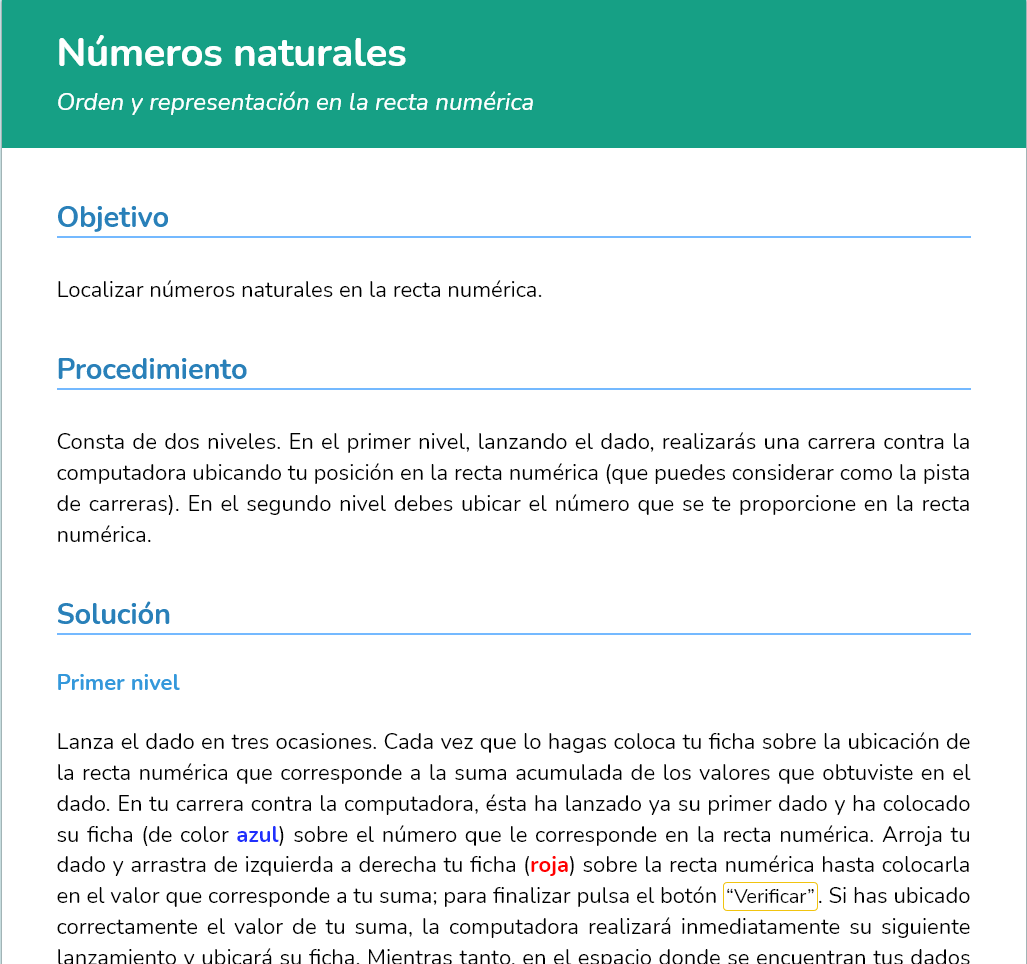 Números naturales
Orden y representación en la recta numérica
Objetivo
Localizar números naturales en la recta numérica.
Procedimiento
Consta de dos niveles. En el primer nivel, lanzando el dado, realizarás una carrera contra la
computadora ubicando tu posición en la recta numérica (que puedes considerar como la pista
de carreras). En el segundo nivel debes ubicar el número que se te proporcione en la recta
numérica.
Solución
Primer nivel
Lanza el dado en tres ocasiones. Cada vez que lo hagas coloca tu ficha sobre la ubicación de
la recta numérica que corresponde a la suma acumulada de los valores que obtuviste en el
dado. En tu carrera contra la computadora, ésta ha lanzado ya su primer dado y ha colocado
su ficha (de color azul) sobre el número que le corresponde en la recta numérica. Arroja tu
dado y arrastra de izquierda a derecha tu ficha (roja) sobre la recta numérica hasta colocarla
en el valor que corresponde a tu suma; para finalizar pulsa el botón “Verificar”. Si has ubicado
correctamente el valor de tu suma, la computadora realizará inmediatamente su siguiente
lanzamiento y ubicará su ficha. Mientras tanto, en el espacio donde se encuentran tus dados